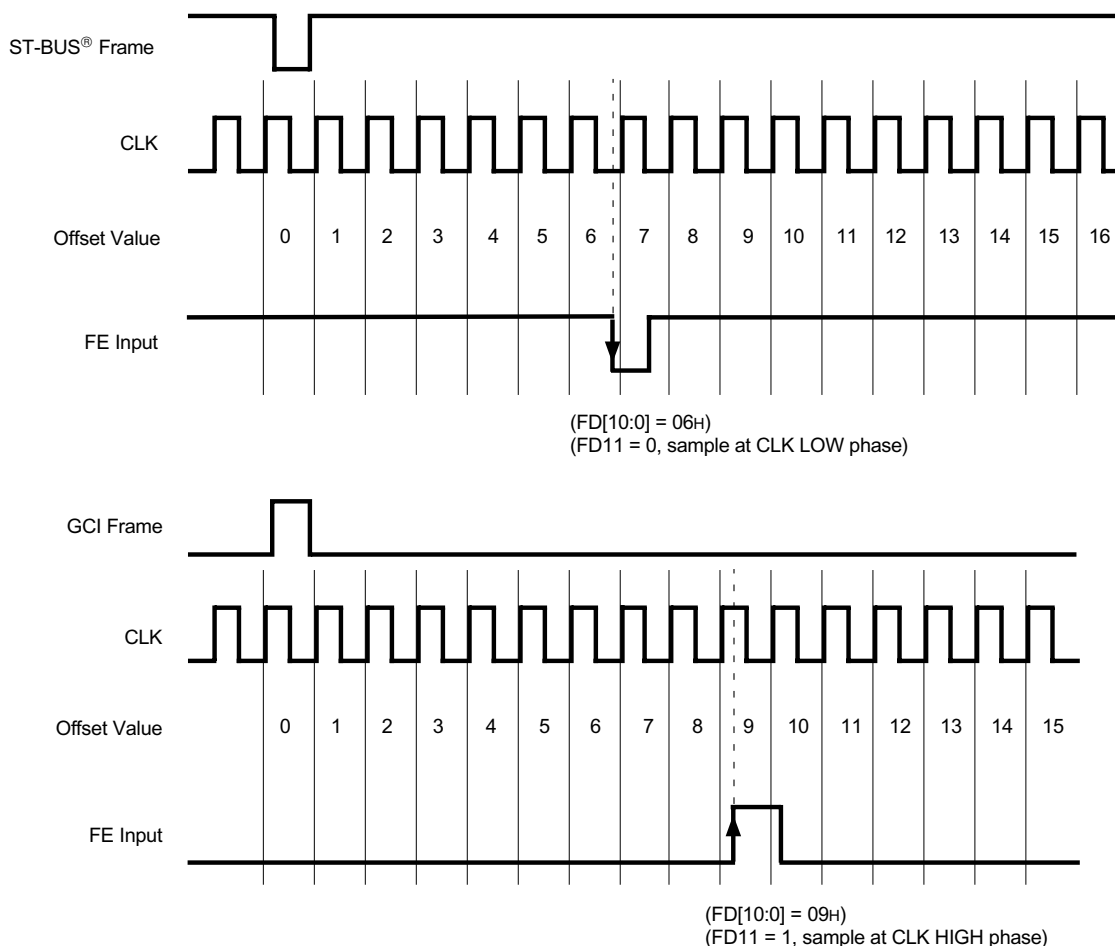 ST-BUS® Frame
CLK
Offset Value 0 1 2 3 4 5 6 7 8 9 10 11 12 13 14 15 16
FE Input
(FD[10:0] = 06H)
(FD11 = 0, sample at CLK LOW phase)
GCI Frame
CLK
Offset Value 0 1 2 3 4 5 6 7 8 9 10 11 12 13 14 15
FE Input
(FD[10:0] = 09H)
(FD11 = 1, sample at CLK HIGH phase)